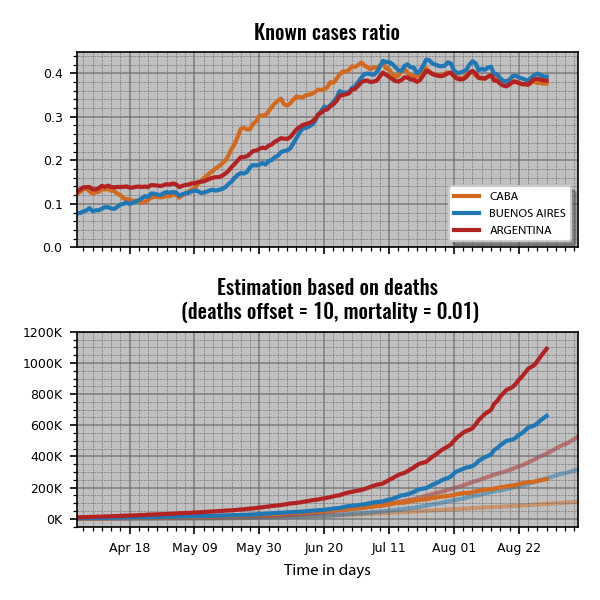 Known cases ratio
0.4
0.3
0.2
0.1
0.0
CABA
BUENOS AIRES
ARGENTINA
Estimation based on deaths
(deaths offset = 10, mortality = 0.01)
1200K
1000K
800K
600K
400K
200K
0K
Apr 18 May 09 May 30 Jun 20 Jul 11 Aug 01 Aug 22
Time in days